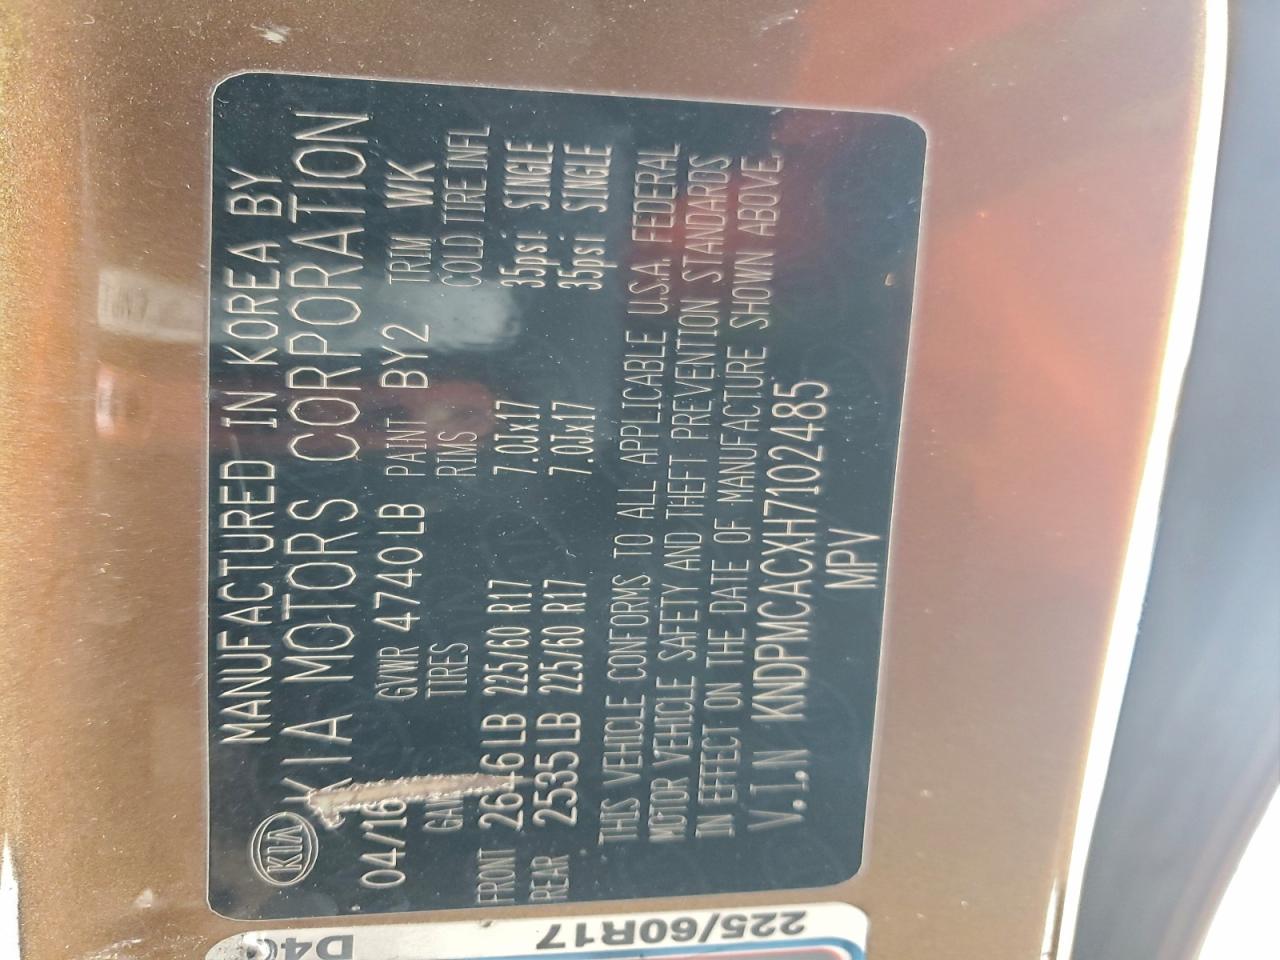 MANUFACTURED IN KOREA BY
KIA KIA MOTORS CORPORATION
04/16 GVWR 4740LB PAINT BY2 TRIM WK
TIRES RIMS COLD TIRE INFL
FRONT 2646LB 225/60 R17 7.0Jx17 35psi SINGLE
REAR 2535LB 225/60 R17 7.0Jx17 35psi SINGLE
THIS VEHICLE CONFORMS TO ALL APPLICABLE U.S.A. FEDERAL
MOTOR VEHICLE SAFETY AND THEFT PREVENTION STANDARDS
IN EFFECT ON THE DATE OF MANUFACTURE SHOWN ABOVE.
V.I.N KNDPMCACXH7102485
MPV
225/60R17